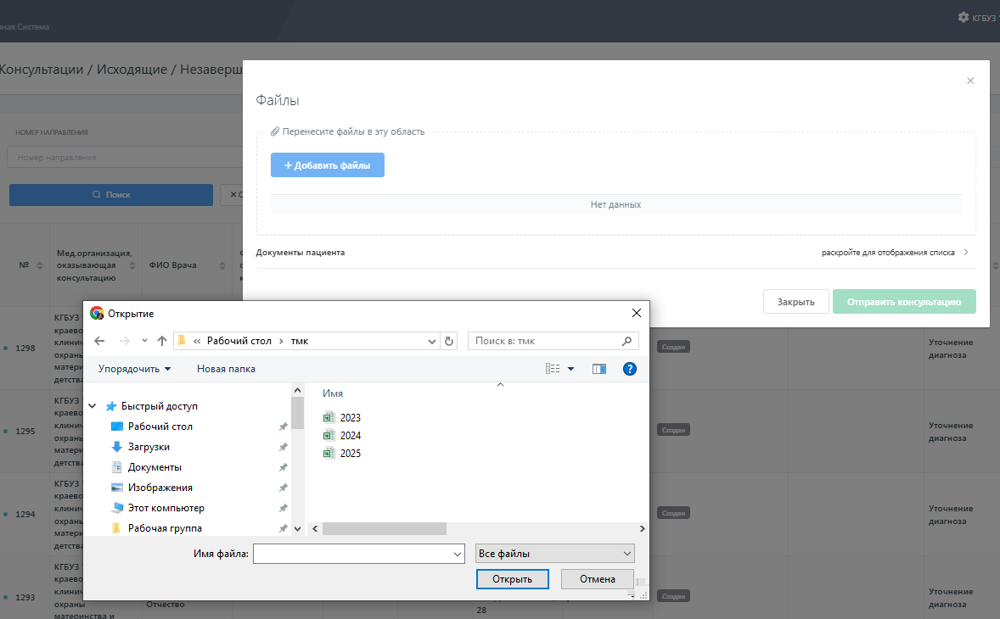 ная Система
КГБУЗ
Консультации / Исходящие / Незаверш
×
Файлы
НОМЕР НАПРАВЛЕНИЯ
Перенесите файлы в эту область
Номер направления
+ Добавить файлы
Поиск
× С
Нет данных
Документы пациента
раскройте для отображения списка
№
Мед.организация,
оказывающая
консультацию
ФИО Врача
Закрыть
Отправить консультацию
Открытие
« Рабочий стол › тмк
Поиск в: тмк
Упорядочить
Новая папка
?
Быстрый доступ
Рабочий стол
Загрузки
Документы
Изображения
Этот компьютер
Рабочая группа
Имя
2023
2024
2025
Имя файла:
Все файлы
Открыть
Отмена
1298
КГБУЗ
краево
клинич
охраны
матери
детства
Создан
Уточнение
диагноза
1295
КГБУЗ
краево
клинич
охраны
матери
детства
Создан
Уточнение
диагноза
1294
КГБУЗ
краево
клинич
охраны
матери
детства
Создан
Уточнение
диагноза
1293
КГБУЗ
краево
клинич
охраны
материнства и
Отчество
28
Создан
Уточнение
диагноза